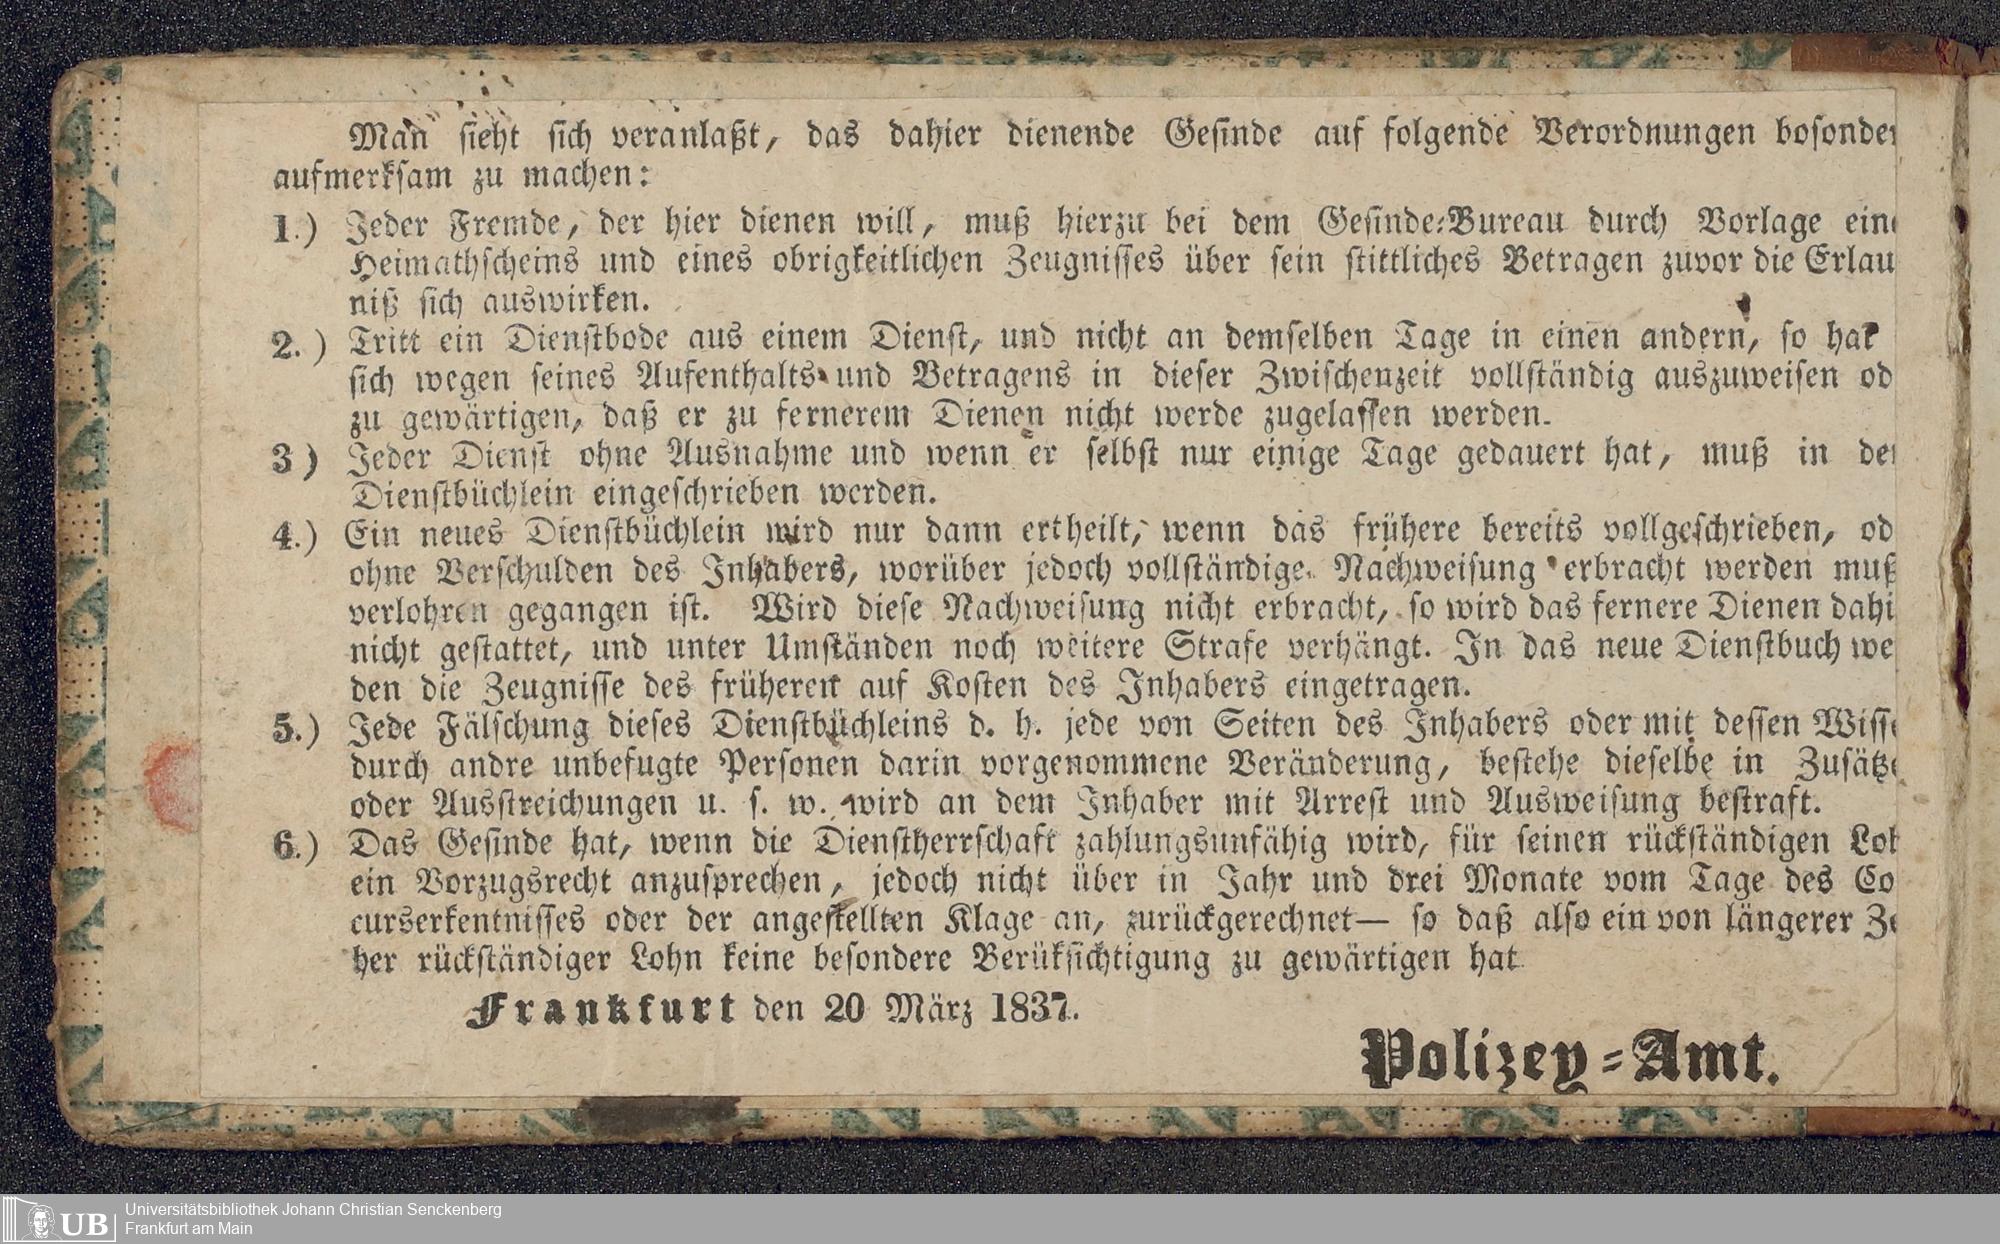 Man sieht sich veranlaßt, das dahier dienende Gesinde auf folgende Verordnungen bosonder
aufmerksam zu machen:
1.) Jeder Fremde, der hier dienen will, muß hierzu bei dem Gesinde-Bureau durch Vorlage eine
Heimathscheins und eines obrigkeitlichen Zeugnisses über sein stittliches Betragen zuvor die Erlau
niß sich auswirken.
2.) Tritt ein Dienstbode aus einem Dienst, und nicht an demselben Tage in einen andern, so hat
sich wegen seines Aufenthalts und Betragens in dieser Zwischenzeit vollständig auszuweisen od
zu gewärtigen, daß er zu fernerem Dienen nicht werde zugelassen werden.
3) Jeder Dienst ohne Ausnahme und wenn er selbst nur einige Tage gedauert hat, muß in der
Dienstbüchlein eingeschrieben werden.
4.) Ein neues Dienstbüchlein wird nur dann ertheilt, wenn das frühere bereits vollgeschrieben, od
ohne Verschulden des Inhabers, worüber jedoch vollständige Nachweisung erbracht werden muß
verlohren gegangen ist. Wird diese Nachweisung nicht erbracht, so wird das fernere Dienen dahi
nicht gestattet, und unter Umständen noch weitere Strafe verhängt. In das neue Dienstbuch we
den die Zeugnisse des früheren auf Kosten des Inhabers eingetragen.
5.) Jede Fälschung dieses Dienstbüchleins d. h. jede von Seiten des Inhabers oder mit dessen Wisse
durch andre unbefugte Personen darin vorgenommene Veränderung, bestehe dieselbe in Zusätze
oder Ausstreichungen u. s. w. wird an dem Inhaber mit Arrest und Ausweisung bestraft.
6.) Das Gesinde hat, wenn die Dienstherrschaft zahlungsunfähig wird, für seinen rückständigen Loh
ein Vorzugsrecht anzusprechen, jedoch nicht über in Jahr und drei Monate vom Tage des Co
curserkentnisses oder der angestellten Klage an, zurückgerechnet— so daß also ein von längerer Ze
her rückständiger Lohn keine besondere Berüksichtigung zu gewärtigen hat
Frankfurt den 20 März 1837.
Polizey-Amt.
UB
Universitätsbibliothek Johann Christian Senckenberg
Frankfurt am Main